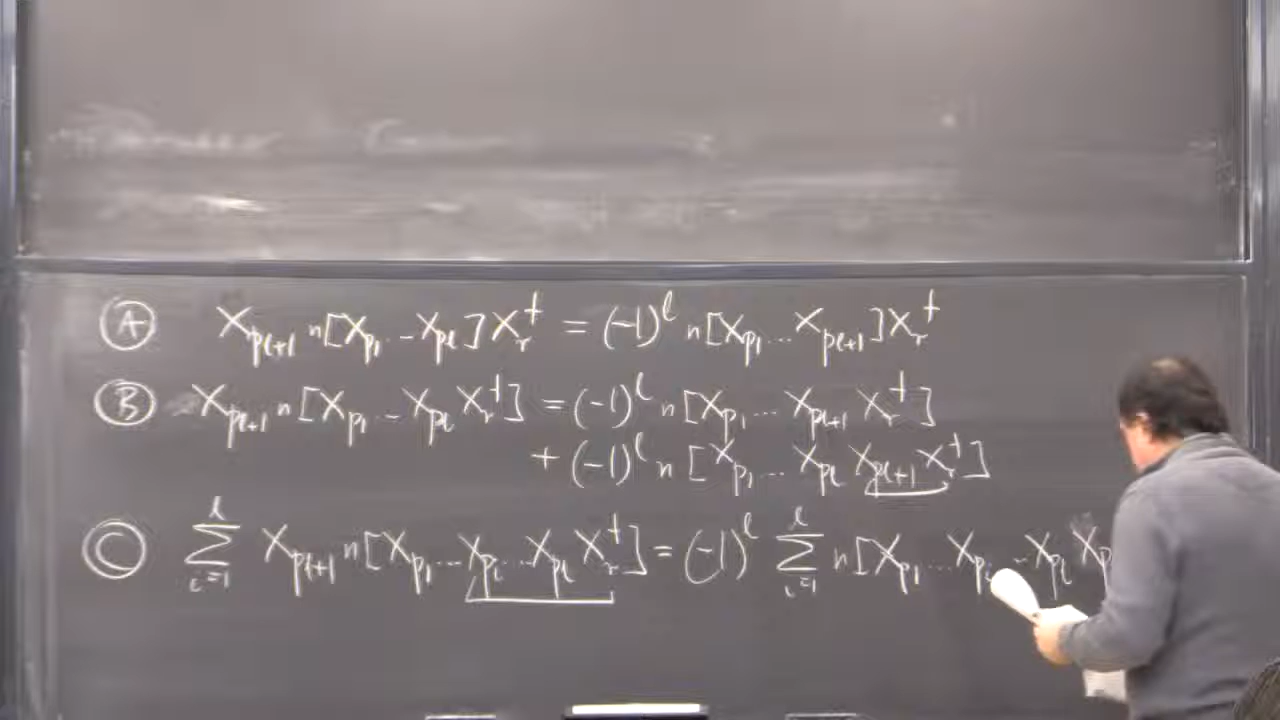 Ⓐ X_{p_{l+1}} n[X_{p_1} … X_{p_l}] X_r^† = (-1)^l n[X_{p_1} … X_{p_{l+1}}] X_r^†
Ⓑ X_{p_{l+1}} n[X_{p_1} … X_{p_l} X_r^†] = (-1)^l n[X_{p_1} … X_{p_{l+1}} X_r^†]
+ (-1)^l n[X_{p_1} … X_{p_l} X_{p_{l+1}} X_r^†]
Ⓒ \sum_{i=1}^{l} X_{p_{l+1}} n[X_{p_1} … X_{p_i} … X_{p_l} X_r^†] = (-1)^l \sum_{i=1}^{l} n[X_{p_1} … X_{p_i} … X_{p_l} X_p